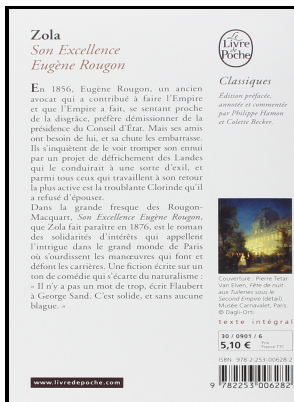 Zola
Son Excellence
Eugène Rougon
En 1856, Eugène Rougon, un ancien
avocat qui a contribué à faire l'Empire
et que l'Empire a fait, se sentant proche
de la disgrâce, préfère démissionner de la
présidence du Conseil d'État. Mais ses amis
ont besoin de lui, et sa chute les embarrasse.
Ils s'inquiètent de le voir tromper son ennui
par un projet de défrichement des Landes
qui le conduirait à une sorte d'exil, et
parmi tous ceux qui travaillent à son retour
la plus active est la troublante Clorinde qu'il
a refusé d'épouser.
Dans la grande fresque des Rougon-
Macquart, Son Excellence Eugène Rougon,
que Zola fait paraître en 1876, est le roman
des solidarités d'intérêts qui appellent
l'intrigue dans le grand monde de Paris
où s'ourdissent les manœuvres qui font et
défont les carrières. Une fiction écrite sur un
ton de comédie qui s'écarte du naturalisme :
« Il n'y a pas un mot de trop, écrit Flaubert
à George Sand. C'est solide, et sans aucune
blague. »
www.livredepoche.com
Le
Livre
de
Poche
Classiques
Édition préfacée,
annotée et commentée
par Philippe Hamon
et Colette Becker.
Couverture : Pierre Tetar
Van Elven, Fête de nuit
aux Tuileries sous le
Second Empire (détail).
Musée Carnavalet, Paris.
© Dagli-Orti.
texte intégral
30 / 0901 / 6
5,10 €
Prix
France TTC
ISBN 978-2-253-00628-2
9 782253 006282